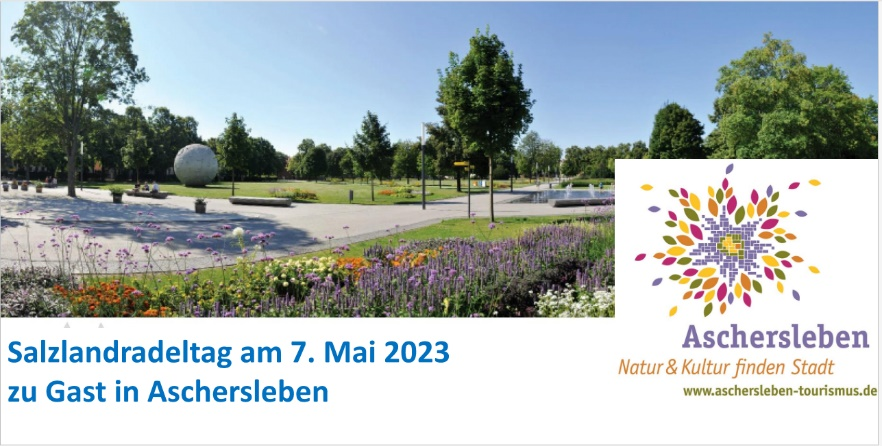 Salzlandradeltag am 7. Mai 2023
zu Gast in Aschersleben
Aschersleben
Natur & Kultur finden Stadt
www.aschersleben-tourismus.de